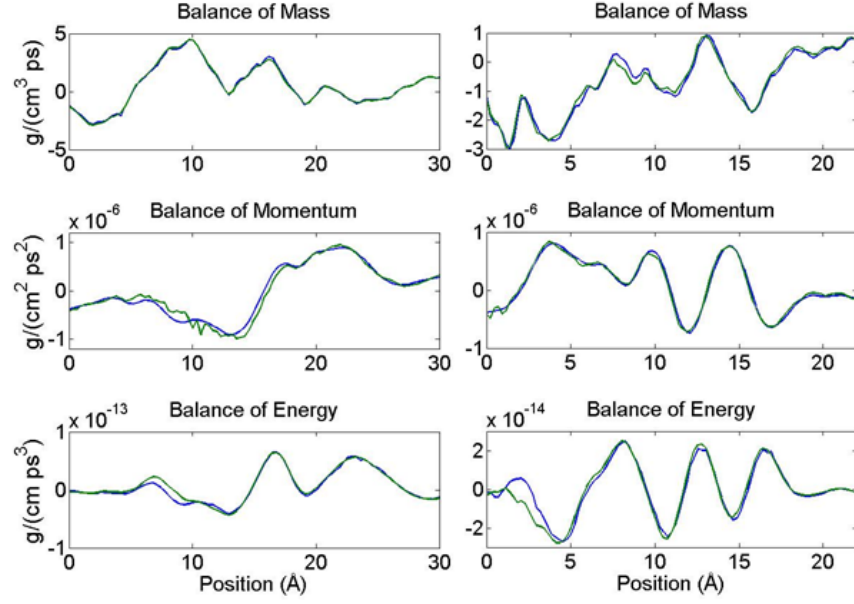 Balance of Mass
g/(cm³ ps)
5
0
-5
0 10 20 30
Balance of Mass
1
0
-1
-2
-3
0 5 10 15 20
x 10⁻⁶
Balance of Momentum
g/(cm² ps²)
1
0
-1
0 10 20 30
x 10⁻⁶
Balance of Momentum
1
0
-1
0 5 10 15 20
x 10⁻¹³
Balance of Energy
g/(cm ps³)
1
0
-1
0 10 20 30
Position (Å)
x 10⁻¹⁴
Balance of Energy
2
0
-2
0 5 10 15 20
Position (Å)